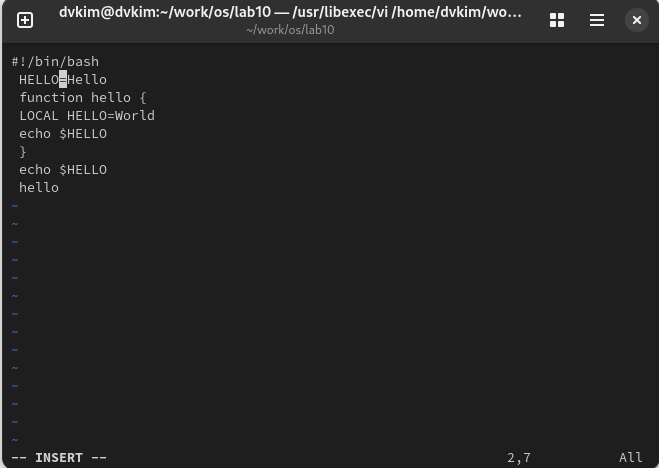 dvkim@dvkim:~/work/os/lab10 — /usr/libexec/vi /home/dvkim/wo…
~/work/os/lab10
#!/bin/bash
HELLO=Hello
function hello {
LOCAL HELLO=World
echo $HELLO
}
echo $HELLO
hello
~
~
~
~
~
~
~
~
~
~
~
~
~
~
-- INSERT -- 2,7 All